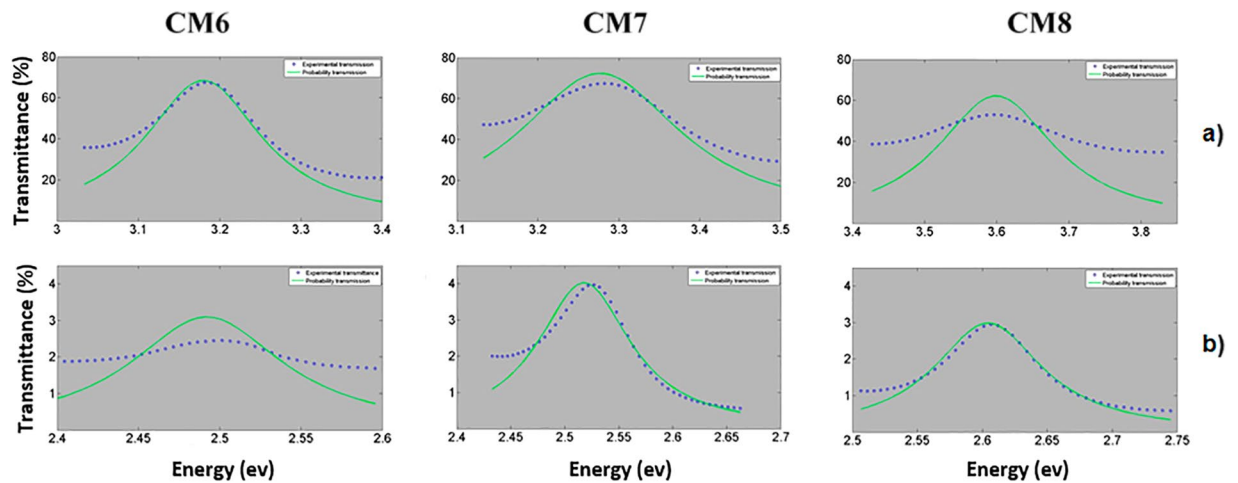 CM6 CM7 CM8
Transmittance (%)
80
60
40
20
3 3.1 3.2 3.3 3.4
Experimental transmission
Probability transmission
80
60
40
20
3.1 3.2 3.3 3.4 3.5
Experimental transmission
Probability transmission
80
60
40
20
3.4 3.5 3.6 3.7 3.8
Experimental transmission
Probability transmission
a)
Transmittance (%)
4
3
2
1
2.4 2.45 2.5 2.55 2.6
Experimental transmittance
Probability transmission
Energy (ev)
4
3
2
1
2.4 2.45 2.5 2.55 2.6 2.65 2.7
Experimental transmission
Probability transmission
Energy (ev)
4
3
2
1
2.5 2.55 2.6 2.65 2.7 2.75
Experimental transmission
Probability transmission
Energy (ev)
b)